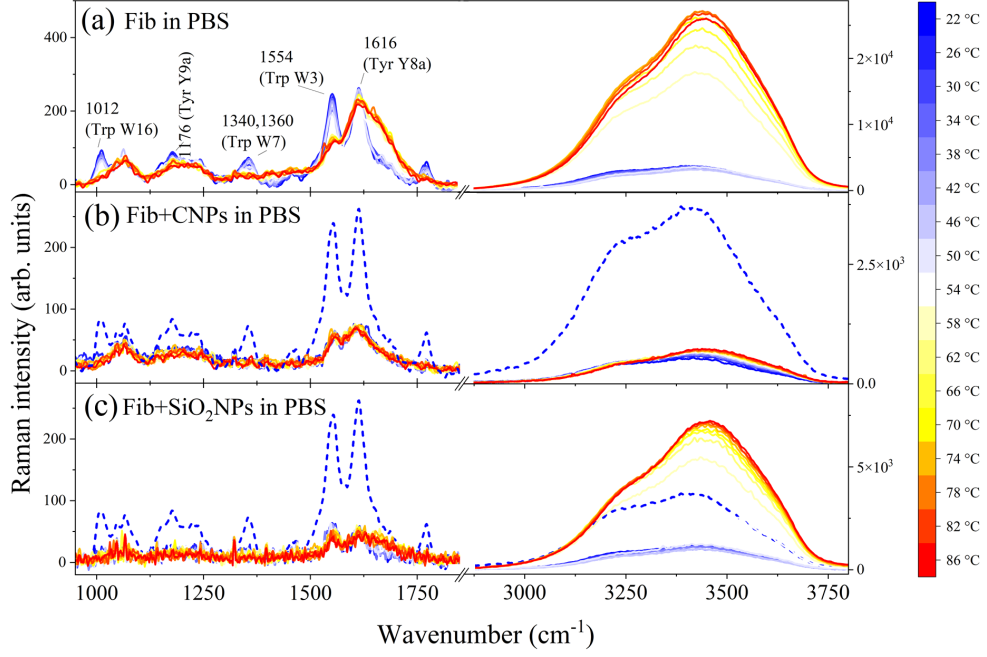 (a) Fib in PBS
1012
(Trp W16)
1176 (Tyr Y9a)
1340,1360
(Trp W7)
1554
(Trp W3)
1616
(Tyr Y8a)
400
200
0
2×10⁴
1×10⁴
0
(b) Fib+CNPs in PBS
200
100
0
2.5×10³
0.0
(c) Fib+SiO₂NPs in PBS
200
100
0
5×10³
0
1000
1250
1500
1750
3000
3250
3500
3750
Wavenumber (cm⁻¹)
Raman intensity (arb. units)
22 °C
26 °C
30 °C
34 °C
38 °C
42 °C
46 °C
50 °C
54 °C
58 °C
62 °C
66 °C
74 °C
78 °C
82 °C
86 °C